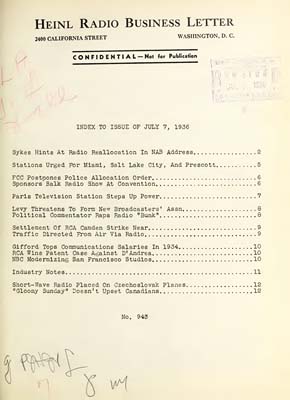 HEINL RADIO BUSINESS LETTER
2400 CALIFORNIA STREET WASHINGTON, D. C.
CONFIDENTIAL—Not for Publication
INDEX TO ISSUE OF JULY 7, 1936
Sykes Hints At Radio Reallocation In NAB Address............2
Stations Urged For Miami, Salt Lake City, And Prescott..........5
FCC Postpones Police Allocation Order...........................6
Sponsors Balk Radio Show At Convention..........................6
Paris Television Station Steps Up Power.........................7
Levy Threatens To Form New Broadcasters' Assn...................8
Political Commentator Raps Radio "Bunk".........................8
Settlement Of RCA Camden Strike Near............................9
Traffic Directed From Air Via Radio.............................9
Gifford Tops Communications Salaries In 1934....................10
RCA Wins Patent Case Against D'Andrea...........................10
NBC Modernizing San Francisco Studios...........................10
Industry Notes..................................................11
Short-Wave Radio Placed On Czechoslovak Planes..................12
"Gloomy Sunday" Doesn't Upset Canadians.........................12
No. 943